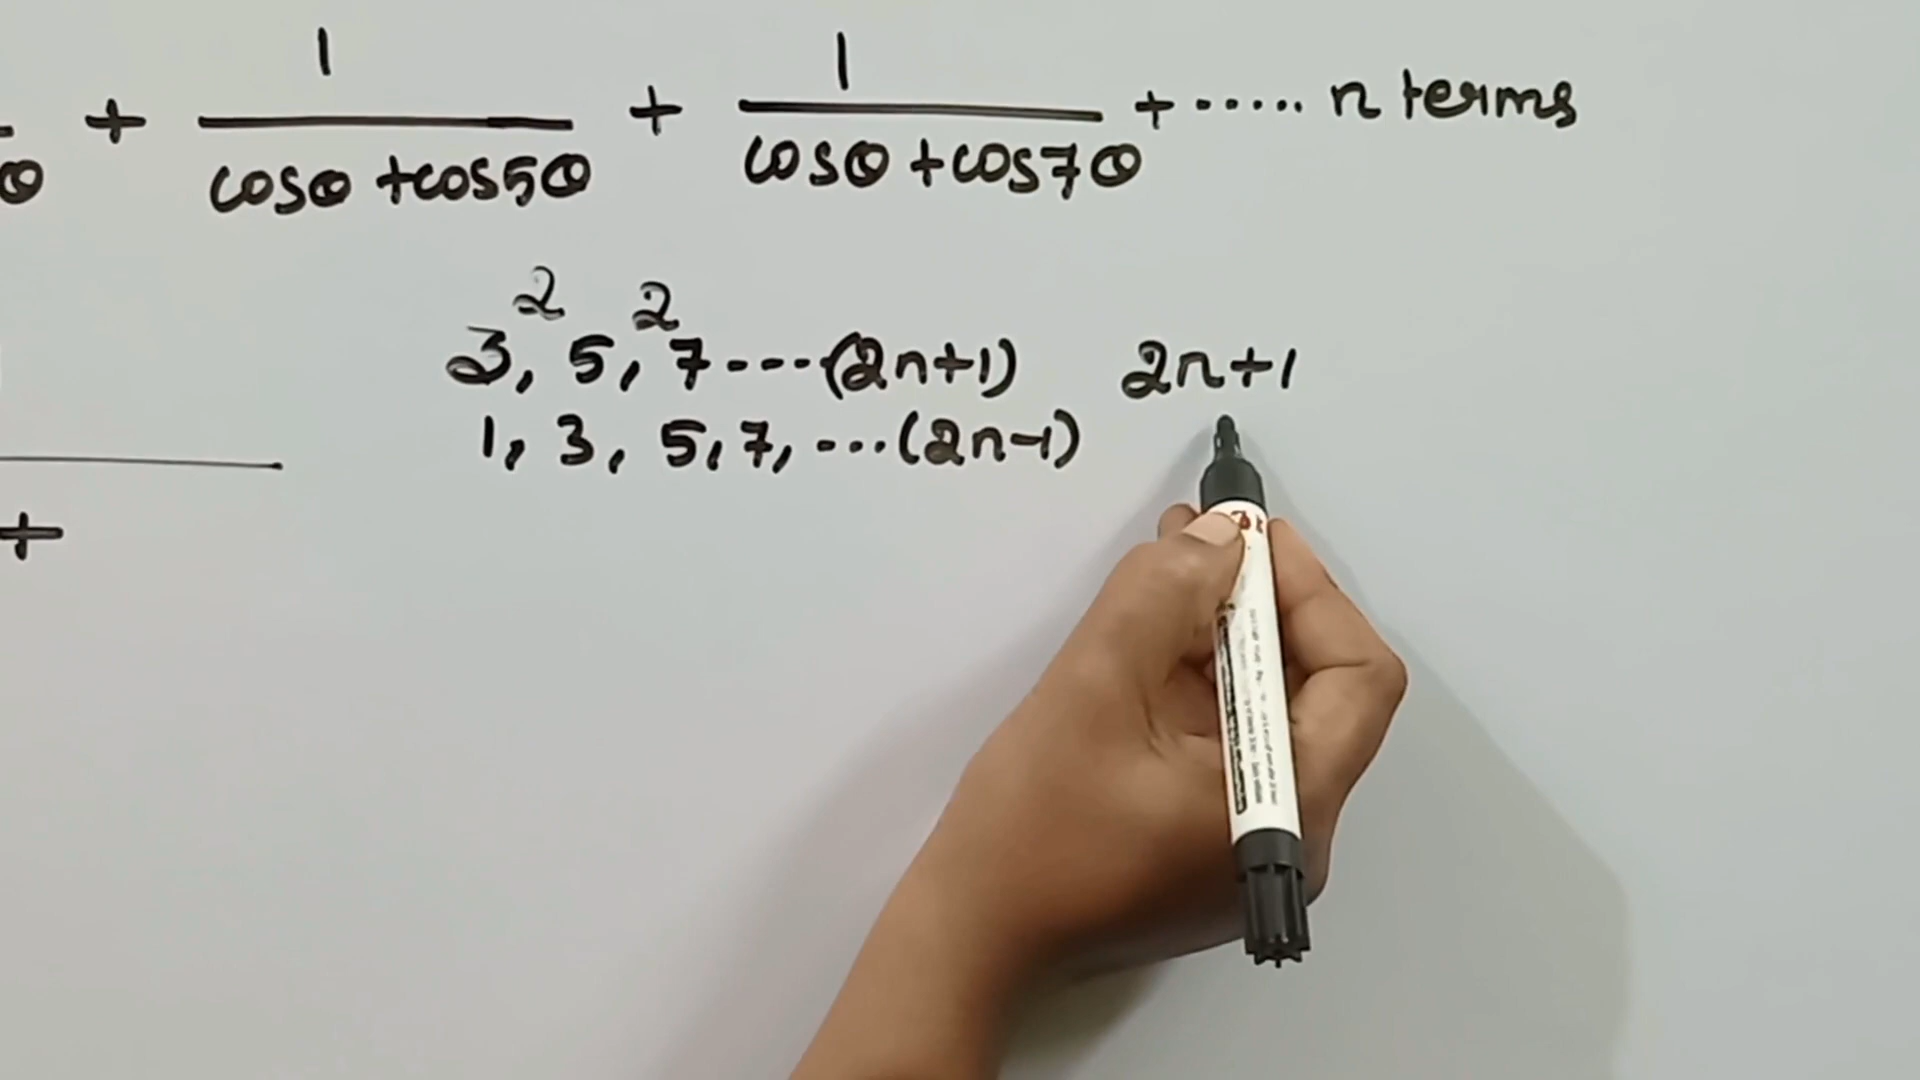 θ + 1/(cosθ + cos5θ) + 1/(cosθ + cos7θ) + ...... n terms
2 2
3, 5, 7 ----(2n+1) 2n+1
1, 3, 5, 7, ...(2n-1)
+